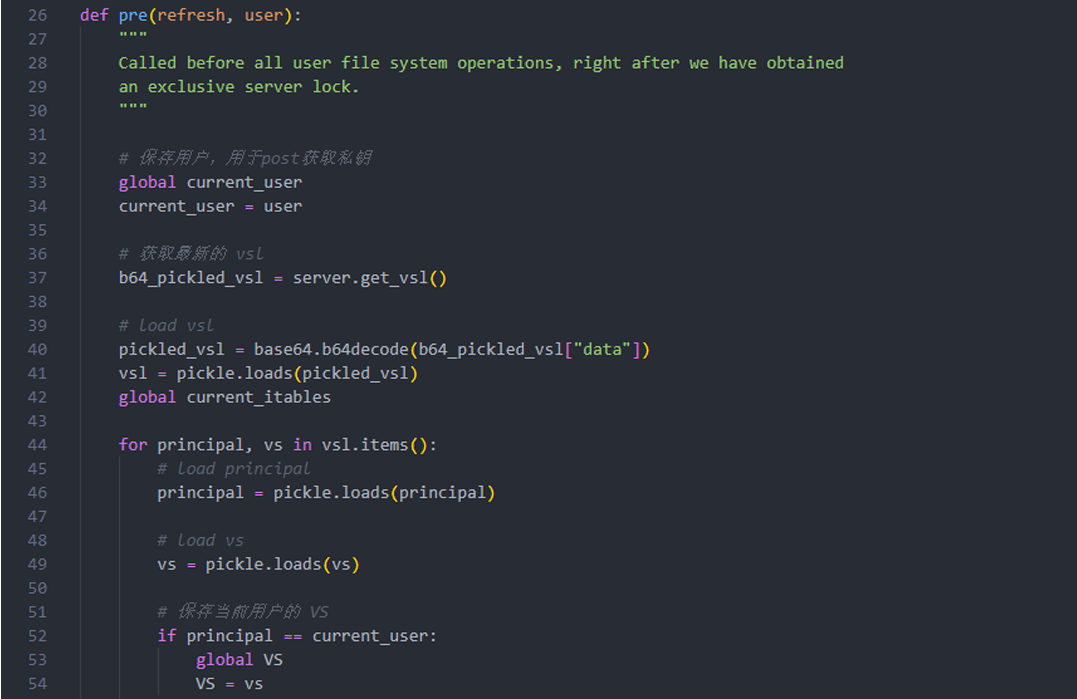 26 def pre(refresh, user):
27     """
28     Called before all user file system operations, right after we have obtained
29     an exclusive server lock.
30     """
31
32     # 保存用户，用于post获取私钥
33     global current_user
34     current_user = user
35
36     # 获取最新的 vsl
37     b64_pickled_vsl = server.get_vsl()
38
39     # load vsl
40     pickled_vsl = base64.b64decode(b64_pickled_vsl["data"])
41     vsl = pickle.loads(pickled_vsl)
42     global current_itables
43
44     for principal, vs in vsl.items():
45         # load principal
46         principal = pickle.loads(principal)
47
48         # load vs
49         vs = pickle.loads(vs)
50
51         # 保存当前用户的 VS
52         if principal == current_user:
53             global VS
54             VS = vs